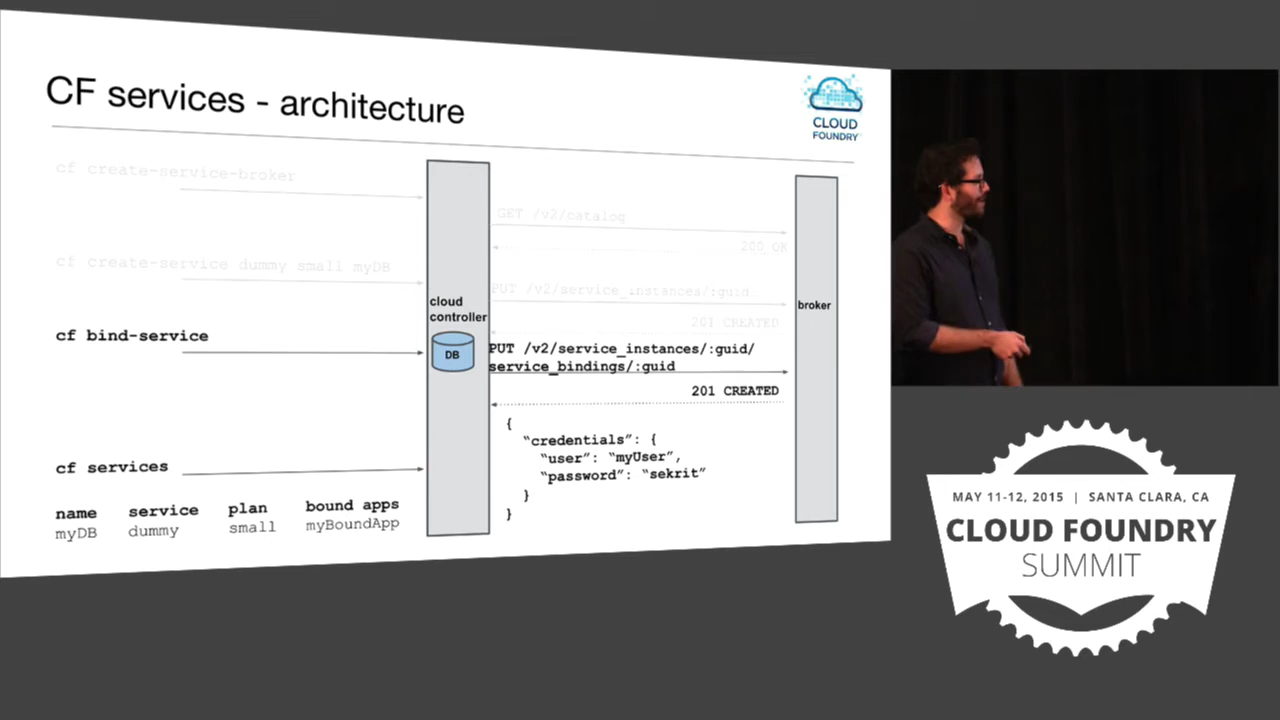 CF services - architecture
CLOUD
FOUNDRY
cf create-service-broker
GET /v2/catalog
200 OK
cf create-service dummy small myDB
PUT /v2/service_instances/:guid
201 CREATED
cloud
controller
DB
broker
cf bind-service
PUT /v2/service_instances/:guid/
service_bindings/:guid
201 CREATED
{
"credentials": {
"user": "myUser",
"password": "sekrit"
}
}
cf services
name service plan bound apps
myDB dummy small myBoundApp
MAY 11-12, 2015 | SANTA CLARA, CA
CLOUD FOUNDRY
SUMMIT